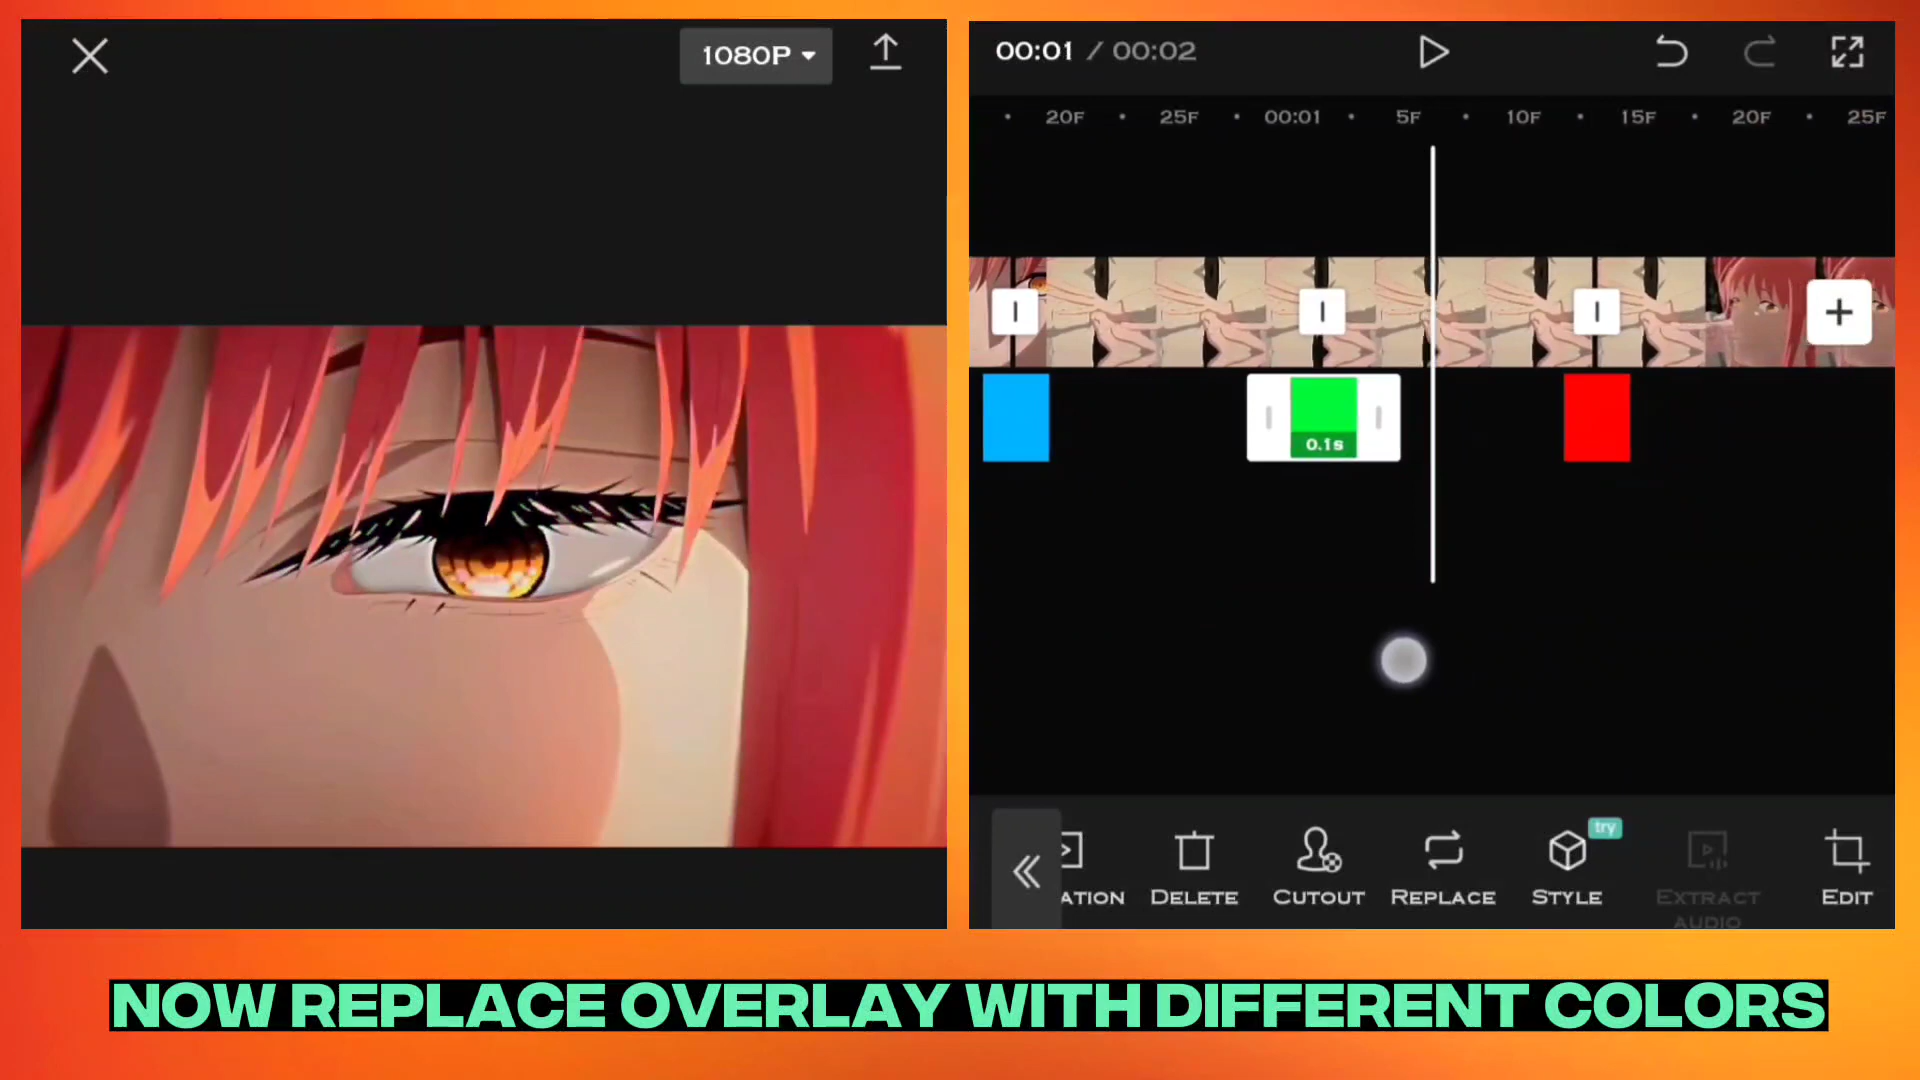 1080P
00:01 / 00:02
20F 25F 00:01 5F 10F 15F 20F 25F
0.1s
try
ATION DELETE CUTOUT REPLACE STYLE EXTRACT AUDIO EDIT
NOW REPLACE OVERLAY WITH DIFFERENT COLORS